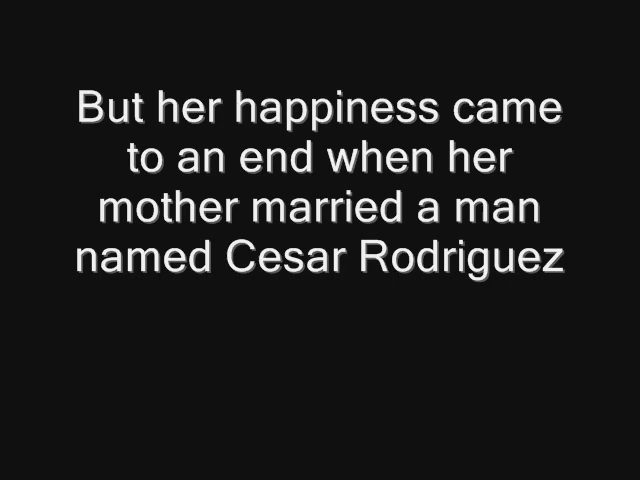 But her happiness came
to an end when her
mother married a man
named Cesar Rodriguez